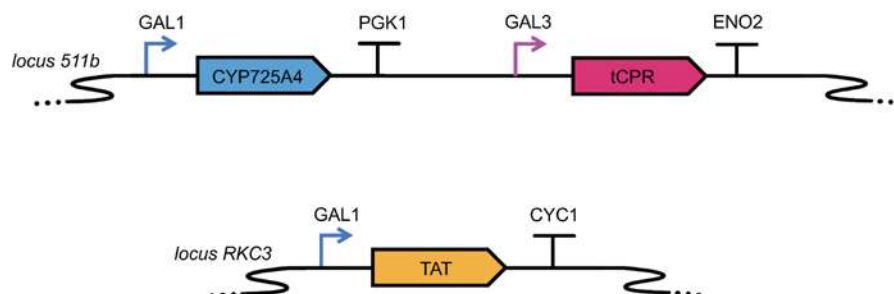 GAL1 PGK1 GAL3 ENO2
locus 511b
CYP725A4 tCPR
GAL1 CYC1
locus RKC3
TAT